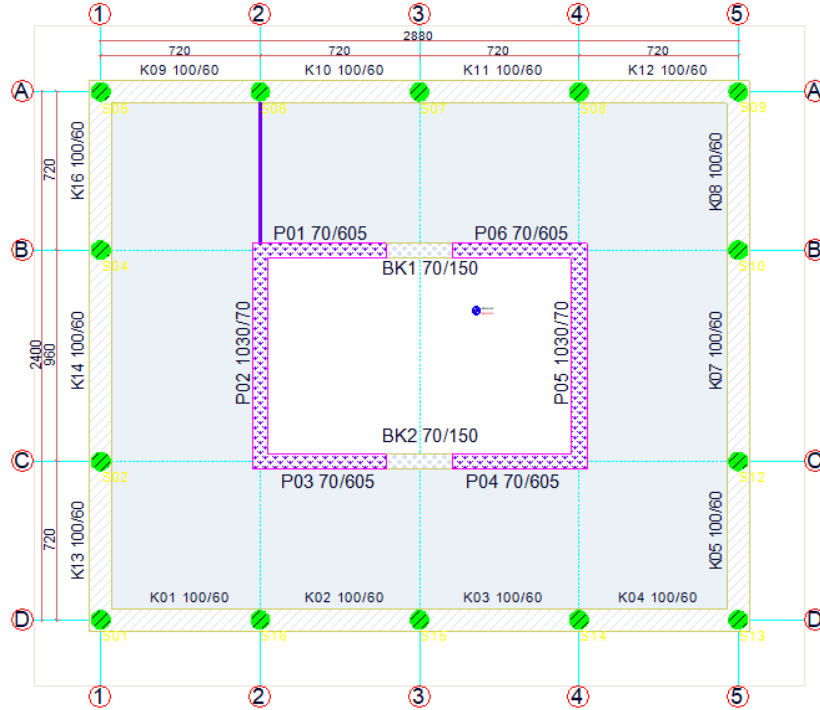 1 2 3 4 5
2880
720 720 720 720
K09 100/60 K10 100/60 K11 100/60 K12 100/60
A A
S05 S06 S07 S08 S09
K16 100/60
720
K08 100/60
P01 70/605 P06 70/605
B B
S04 S10
BK1 70/150
P02 1030/70
P05 1030/70
K14 100/60
K07 100/60
2400
960
BK2 70/150
C C
S02 S12
P03 70/605 P04 70/605
K13 100/60
720
K05 100/60
K01 100/60 K02 100/60 K03 100/60 K04 100/60
D D
S01 S16 S15 S14 S13
1 2 3 4 5